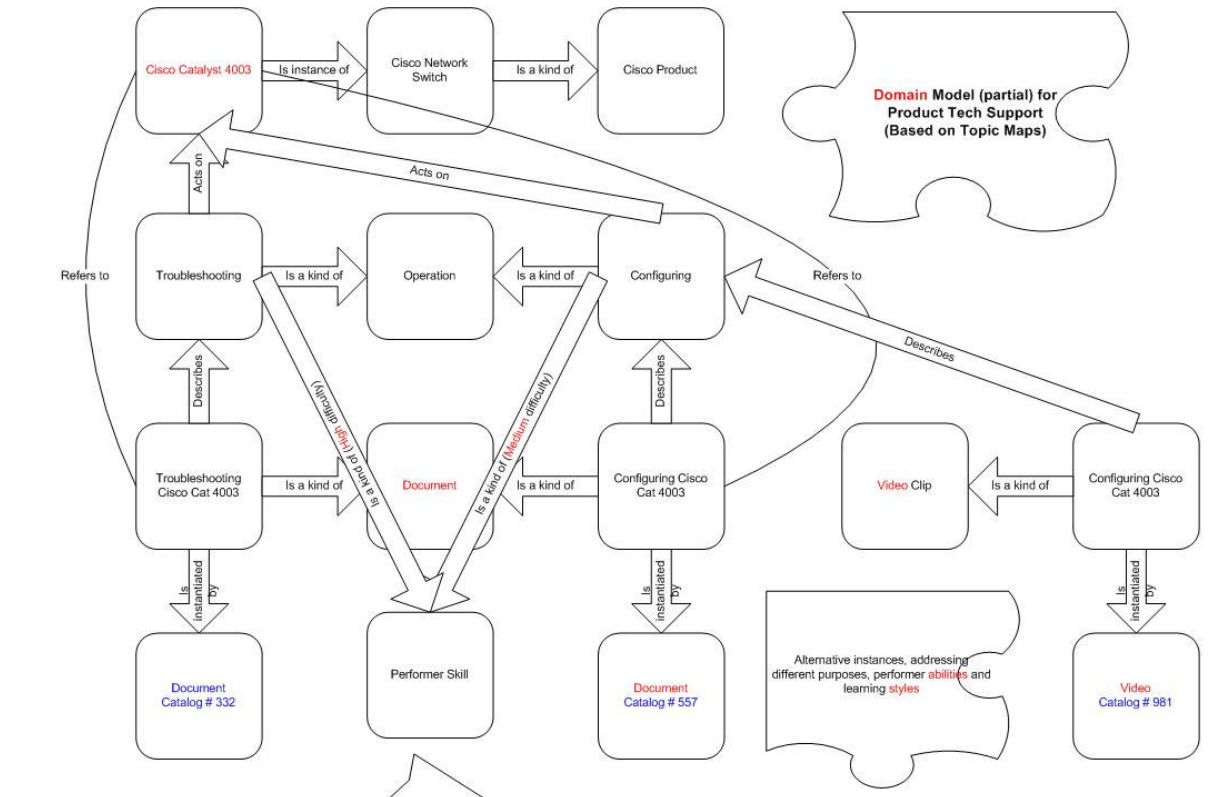 Cisco Catalyst 4003
Is instance of
Cisco Network
Switch
Is a kind of
Cisco Product
Domain Model (partial) for
Product Tech Support
(Based on Topic Maps)
Acts on
Acts on
Refers to
Troubleshooting
Is a kind of
Operation
Is a kind of
Configuring
Refers to
Describes
Describes
Is a kind of (High difficulty)
Is a kind of (Medium difficulty)
Describes
Troubleshooting
Cisco Cat 4003
Is a kind of
Document
Is a kind of
Configuring Cisco
Cat 4003
Video Clip
Is a kind of
Configuring Cisco
Cat 4003
Is
instantiated
by
Is
instantiated
by
Is
instantiated
by
Document
Catalog # 332
Performer Skill
Document
Catalog # 557
Alternative instances, addressing
different purposes, performer abilities and
learning styles
Video
Catalog # 981